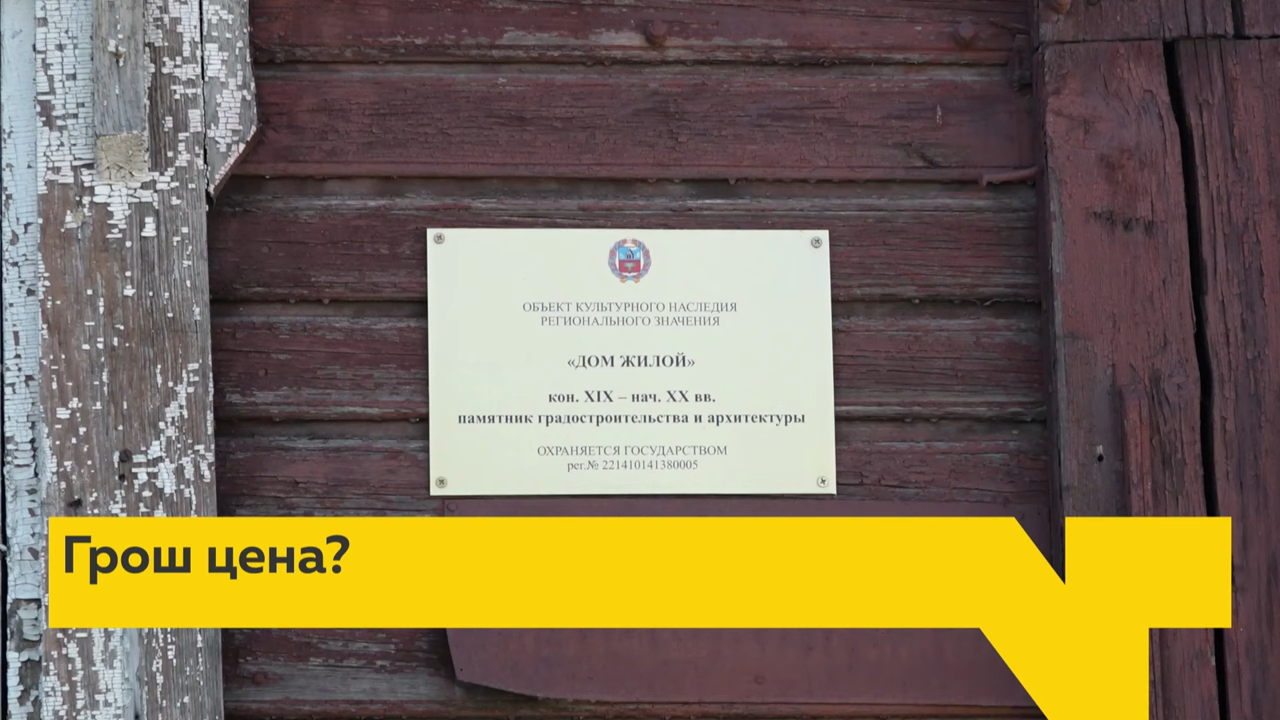 ОБЪЕКТ КУЛЬТУРНОГО НАСЛЕДИЯ
РЕГИОНАЛЬНОГО ЗНАЧЕНИЯ
«ДОМ ЖИЛОЙ»
кон. XIX – нач. XX вв.
памятник градостроительства и архитектуры
ОХРАНЯЕТСЯ ГОСУДАРСТВОМ
рег.№ 221410141380005
Грош цена?